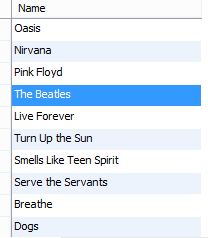 Name
Oasis
Nirvana
Pink Floyd
The Beatles
Live Forever
Turn Up the Sun
Smells Like Teen Spirit
Serve the Servants
Breathe
Dogs